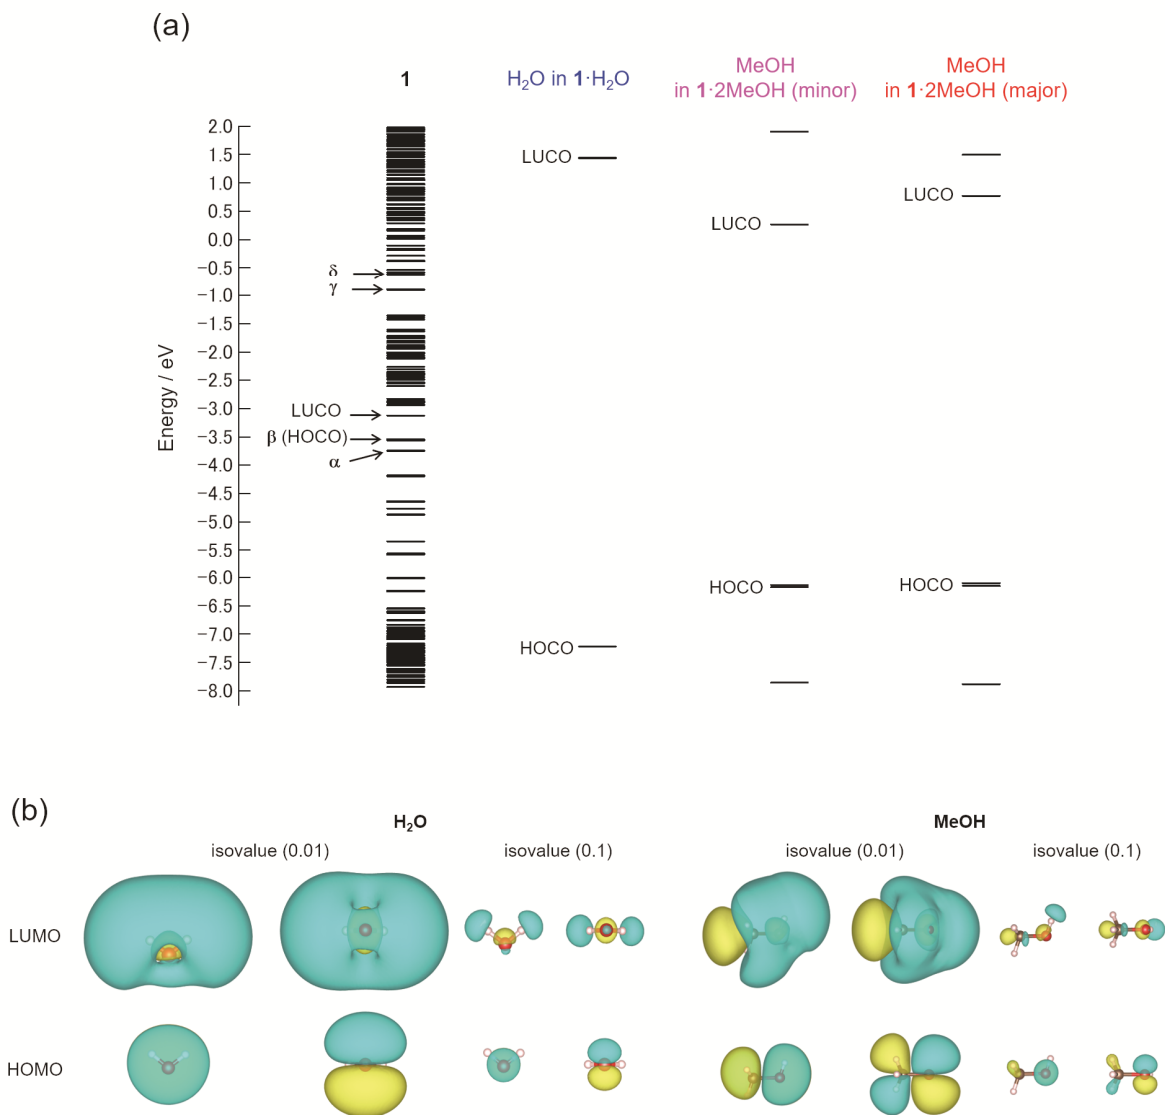 (a)
1
H₂O in 1·H₂O
MeOH
in 1·2MeOH (minor)
MeOH
in 1·2MeOH (major)
Energy / eV
2.0
1.5
1.0
0.5
0.0
−0.5
−1.0
−1.5
−2.0
−2.5
−3.0
−3.5
−4.0
−4.5
−5.0
−5.5
−6.0
−6.5
−7.0
−7.5
−8.0
δ
γ
LUCO
β (HOCO)
α
LUCO
HOCO
LUCO
HOCO
LUCO
HOCO
(b)
H₂O
MeOH
isovalue (0.01)
isovalue (0.1)
isovalue (0.01)
isovalue (0.1)
LUMO
HOMO